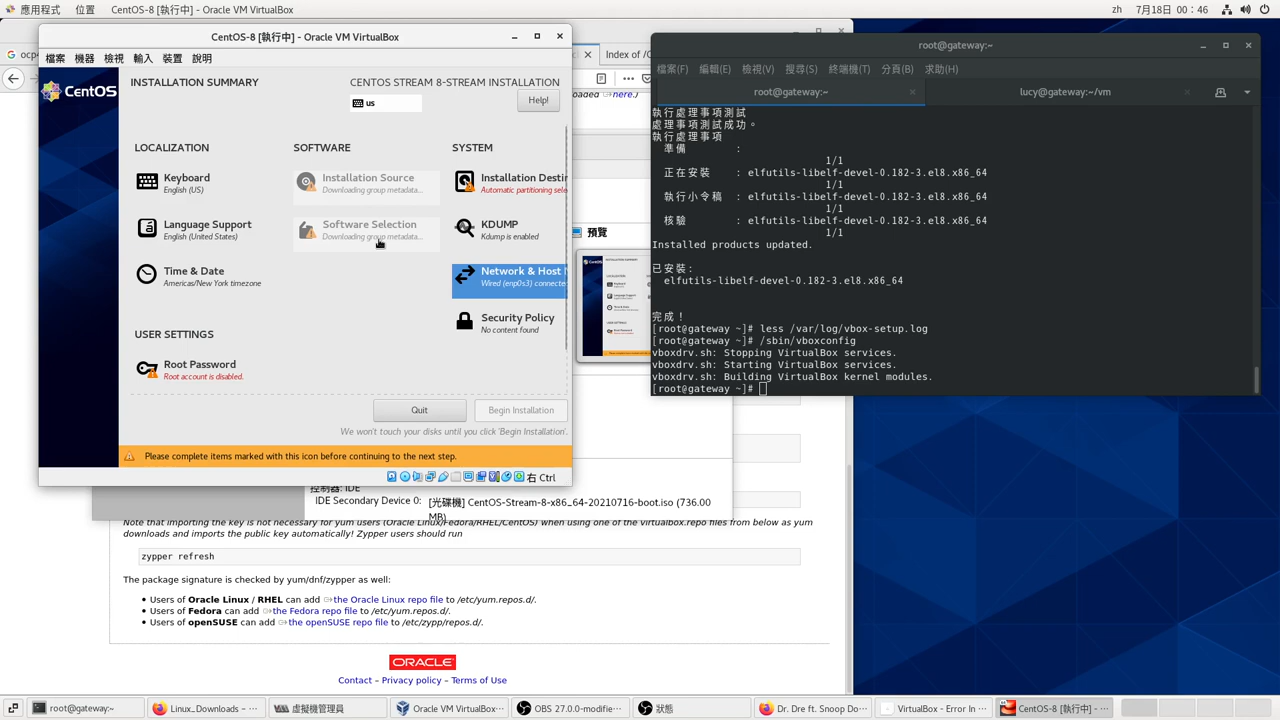 應用程式 位置
CentOS-8 [執行中] - Oracle VM VirtualBox
zh 7月18日 00：46
CentOS-8 [執行中] - Oracle VM VirtualBox
檔案 機器 檢視 輸入 裝置 說明
CentOS
INSTALLATION SUMMARY
CENTOS STREAM 8-STREAM INSTALLATION
us
Help!
LOCALIZATION
Keyboard
English (US)
Language Support
English (United States)
Time & Date
Americas/New York timezone
USER SETTINGS
Root Password
Root account is disabled.
SOFTWARE
Installation Source
Downloading group metadata...
Software Selection
Downloading group metadata...
SYSTEM
Installation Destin
Automatic partitioning sele
KDUMP
Kdump is enabled
Network & Host N
Wired (enp0s3) connecte
Security Policy
No content found
Quit
Begin Installation
We won't touch your disks until you click 'Begin Installation'.
Please complete items marked with this icon before continuing to the next step.
右 Ctrl
ocp4
Index of /
oaded here.)
預覽
root@gateway:~
檔案(F) 編輯(E) 檢視(V) 搜尋(S) 終端機(T) 分頁(B) 求助(H)
root@gateway:~
lucy@gateway:~/vm
執行處理事項測試
處理事項測試成功。
執行處理事項
準備 :
1/1
正在安裝 : elfutils-libelf-devel-0.182-3.el8.x86_64
1/1
執行小令稿 : elfutils-libelf-devel-0.182-3.el8.x86_64
1/1
核驗 : elfutils-libelf-devel-0.182-3.el8.x86_64
1/1
Installed products updated.
已安裝:
elfutils-libelf-devel-0.182-3.el8.x86_64
完成！
[root@gateway ~]# less /var/log/vbox-setup.log
[root@gateway ~]# /sbin/vboxconfig
vboxdrv.sh: Stopping VirtualBox services.
vboxdrv.sh: Starting VirtualBox services.
vboxdrv.sh: Building VirtualBox kernel modules.
[root@gateway ~]#
控制器: IDE
IDE Secondary Device 0: [光碟機] CentOS-Stream-8-x86_64-20210716-boot.iso (736.00
MB)
Note that importing the key is not necessary for yum users (Oracle Linux/Fedora/RHEL/CentOS) when using one of the virtualbox.repo files from below as yum
downloads and imports the public key automatically! Zypper users should run
zypper refresh
The package signature is checked by yum/dnf/zypper as well:
• Users of Oracle Linux / RHEL can add the Oracle Linux repo file to /etc/yum.repos.d/.
• Users of Fedora can add the Fedora repo file to /etc/yum.repos.d/.
• Users of openSUSE can add the openSUSE repo file to /etc/zypp/repos.d/.
ORACLE
Contact – Privacy policy – Terms of Use
root@gateway:~
Linux_Downloads – ...
虛擬機管理員
Oracle VM VirtualBox...
OBS 27.0.0-modifie...
狀態
Dr. Dre ft. Snoop Do...
VirtualBox - Error In ...
CentOS-8 [執行中] - ...